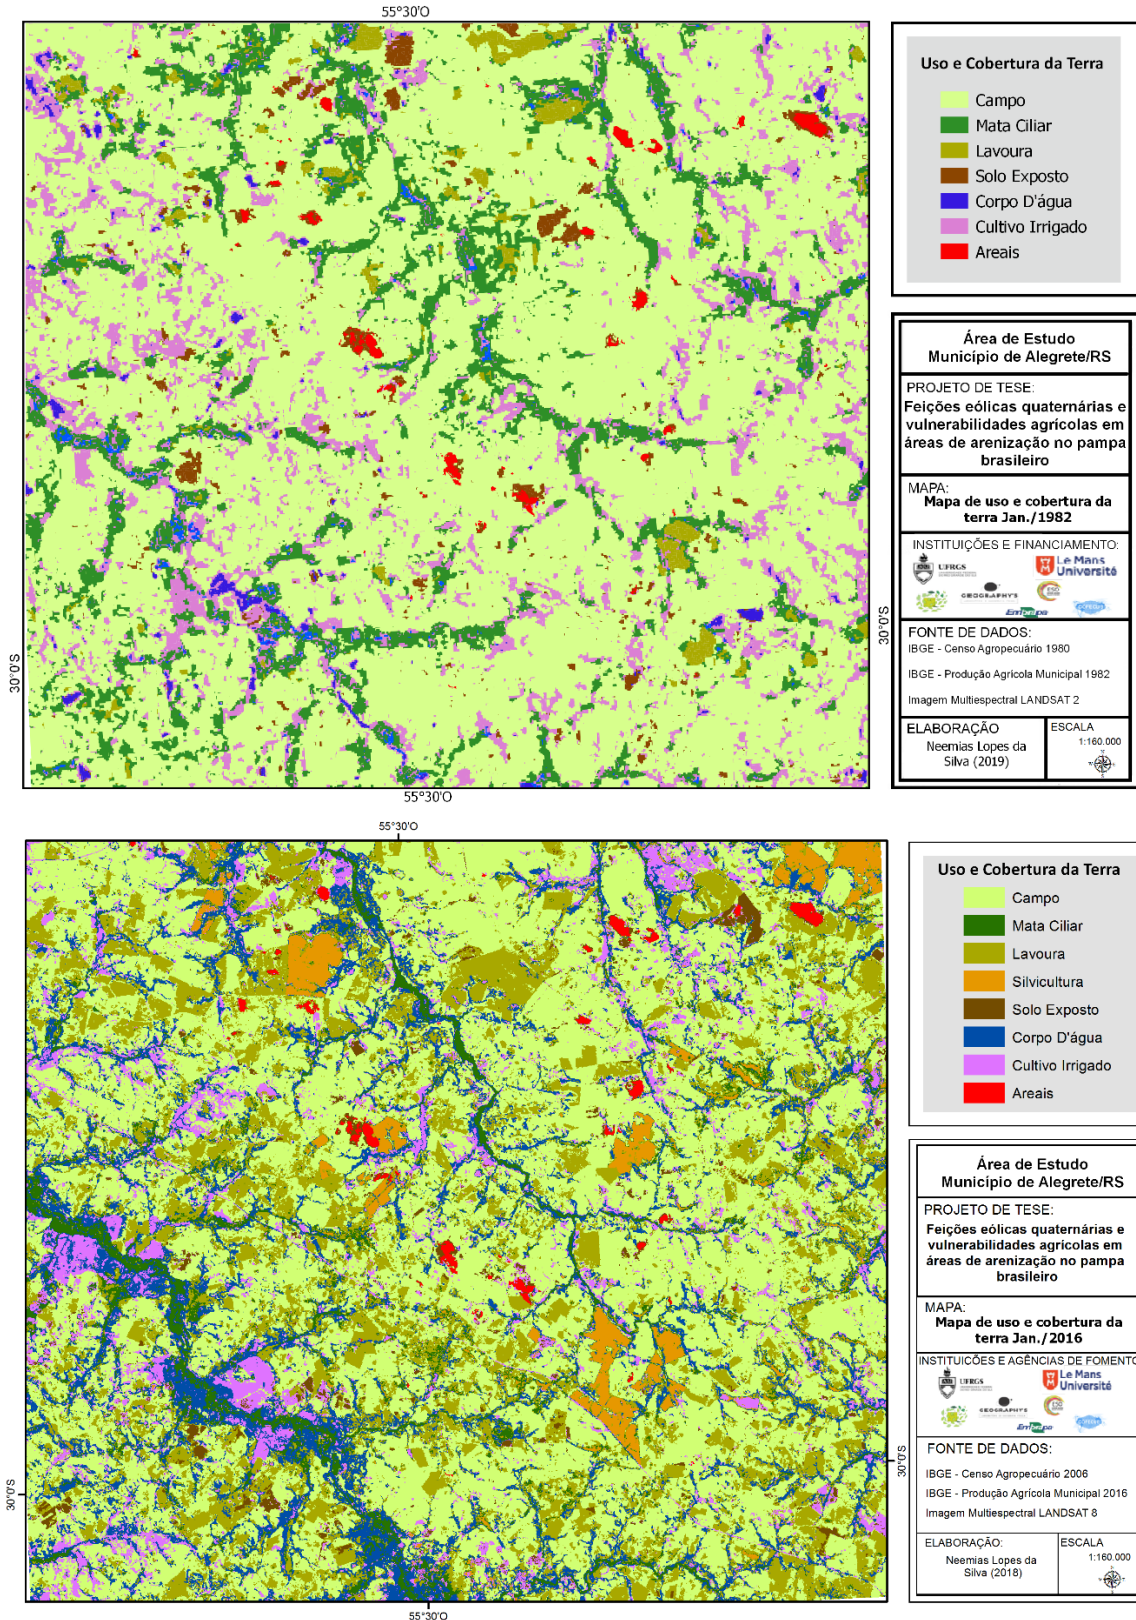 55°30'O
Uso e Cobertura da Terra
Campo
Mata Ciliar
Lavoura
Solo Exposto
Corpo D'água
Cultivo Irrigado
Areais
Área de Estudo
Município de Alegrete/RS
PROJETO DE TESE:
Feições eólicas quaternárias e
vulnerabilidades agrícolas em
áreas de arenização no pampa
brasileiro
MAPA:
Mapa de uso e cobertura da
terra Jan./1982
INSTITUIÇÕES E FINANCIAMENTO:
UFRGS
Le Mans
Université
GEOGRAPHY'S
ESO
Embrapa
FONTE DE DADOS:
IBGE - Censo Agropecuário 1980
IBGE - Produção Agrícola Municipal 1982
Imagem Multiespectral LANDSAT 2
ELABORAÇÃO
Neemias Lopes da
Silva (2019)
ESCALA
1:160.000
30°0'S
30°0'S
55°30'O
55°30'O
Uso e Cobertura da Terra
Campo
Mata Ciliar
Lavoura
Silvicultura
Solo Exposto
Corpo D'água
Cultivo Irrigado
Areais
Área de Estudo
Município de Alegrete/RS
PROJETO DE TESE:
Feições eólicas quaternárias e
vulnerabilidades agrícolas em
áreas de arenização no pampa
brasileiro
MAPA:
Mapa de uso e cobertura da
terra Jan./2016
INSTITUICÕES E AGÊNCIAS DE FOMENTO
UFRGS
Le Mans
Université
GEOGRAPHY'S
ESO
Embrapa
FONTE DE DADOS:
IBGE - Censo Agropecuário 2006
IBGE - Produção Agrícola Municipal 2016
Imagem Multiespectral LANDSAT 8
ELABORAÇÃO:
Neemias Lopes da
Silva (2018)
ESCALA
1:160.000
30°0'S
30°0'S
55°30'O